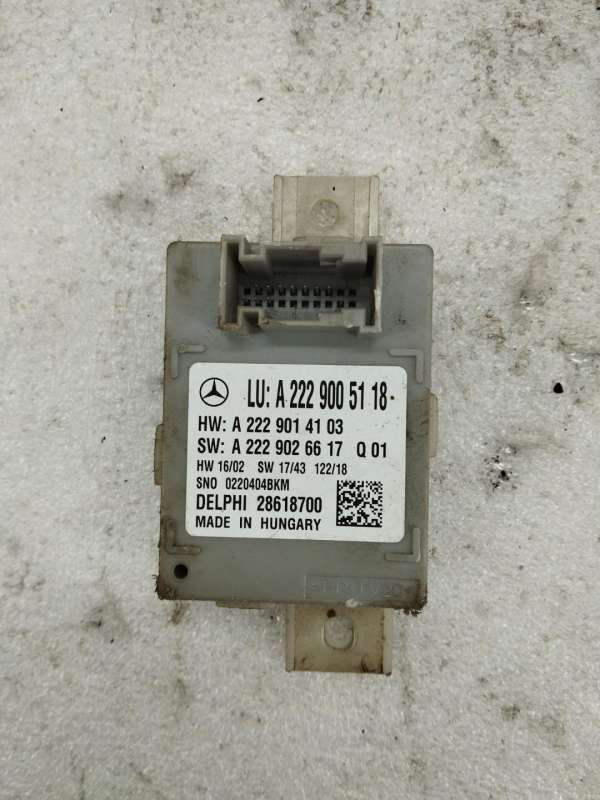 LU: A 222 900 51 18-
HW: A 222 901 41 03
SW: A 222 902 66 17 Q 01
HW 16/02 SW 17/43 122/18
SNO 0220404BKM
DELPHI 28618700
MADE IN HUNGARY